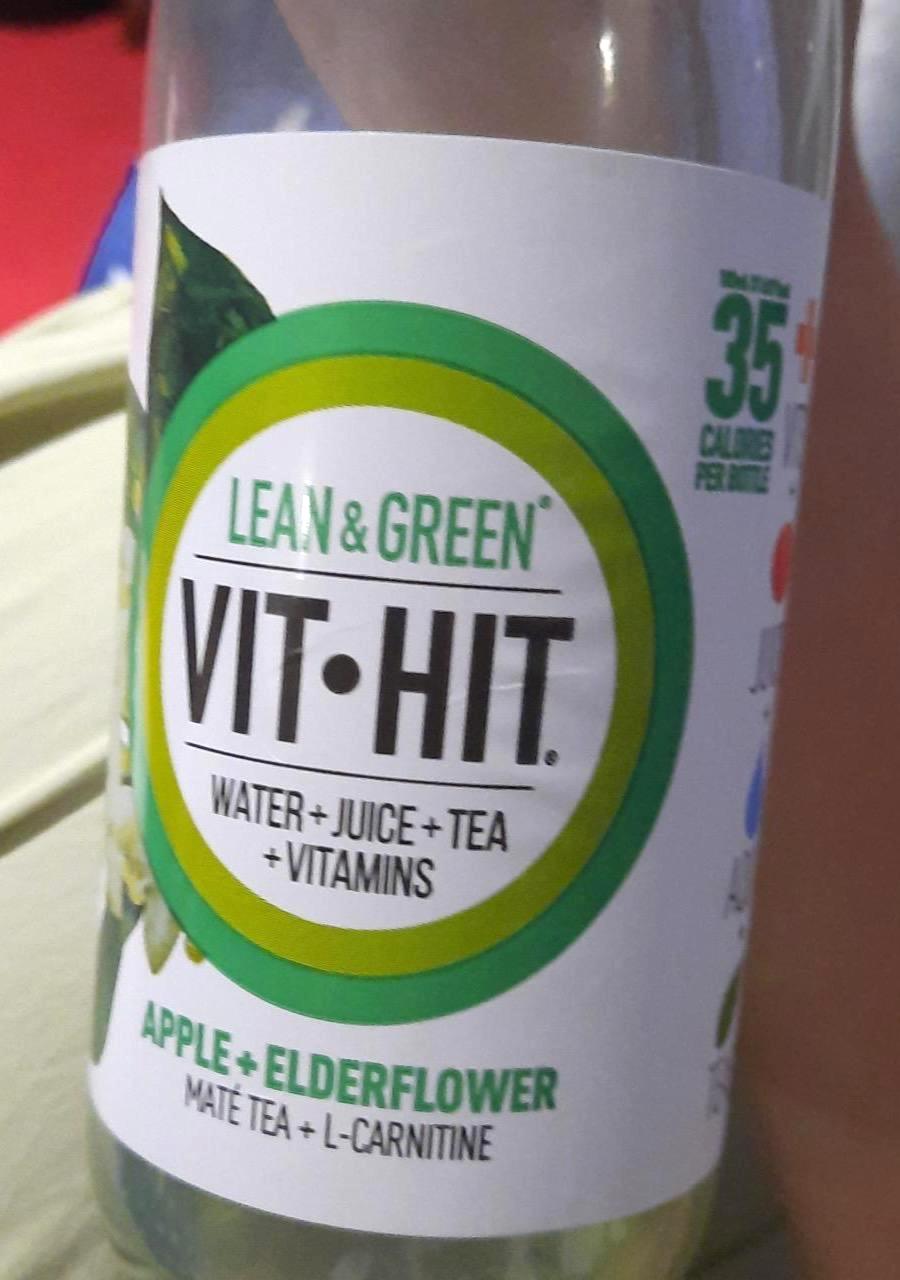 LEAN & GREEN®
VIT•HIT®
WATER + JUICE + TEA
+ VITAMINS
APPLE + ELDERFLOWER
MATÉ TEA + L-CARNITINE
35
CALORIES
PER BOTTLE